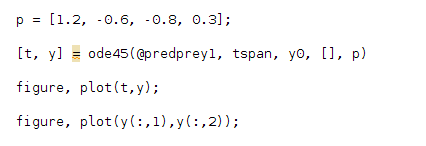 p = [1.2, -0.6, -0.8, 0.3];
[t, y] = ode45(@predprey1, tspan, y0, [], p)
figure, plot(t,y);
figure, plot(y(:,1),y(:,2));